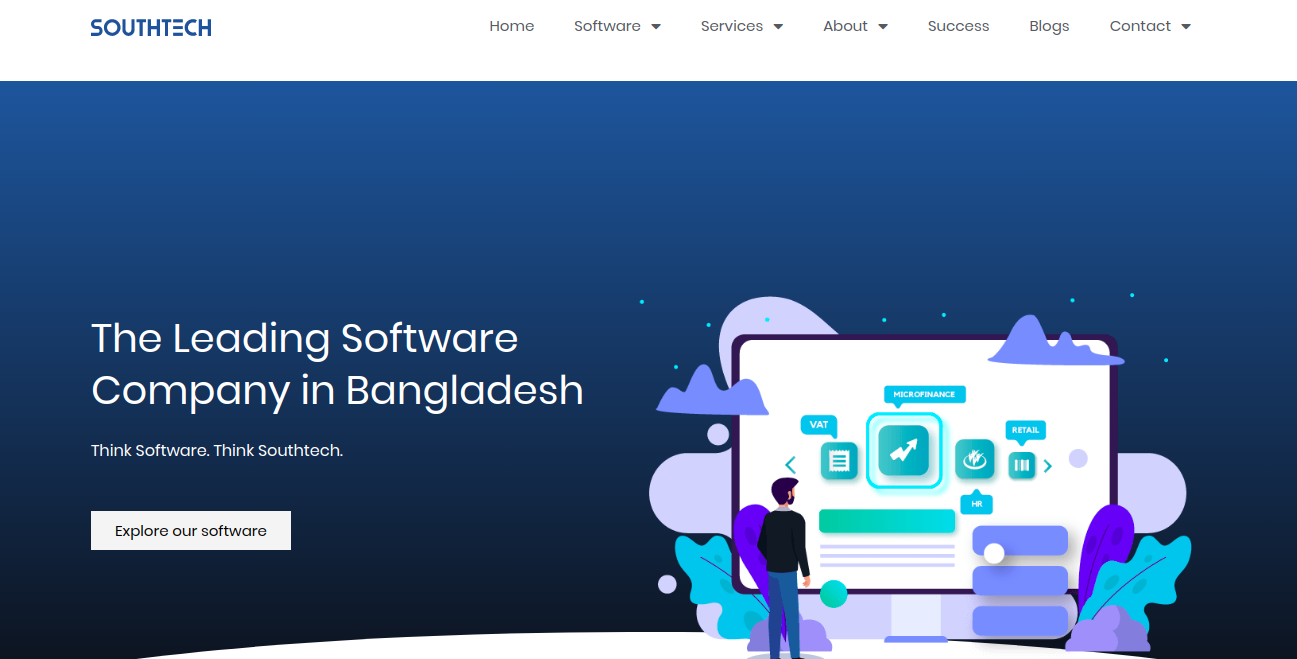 SOUTHTECH
Home Software Services About Success Blogs Contact
The Leading Software
Company in Bangladesh
Think Software. Think Southtech.
Explore our software
MICROFINANCE
VAT
RETAIL
HR